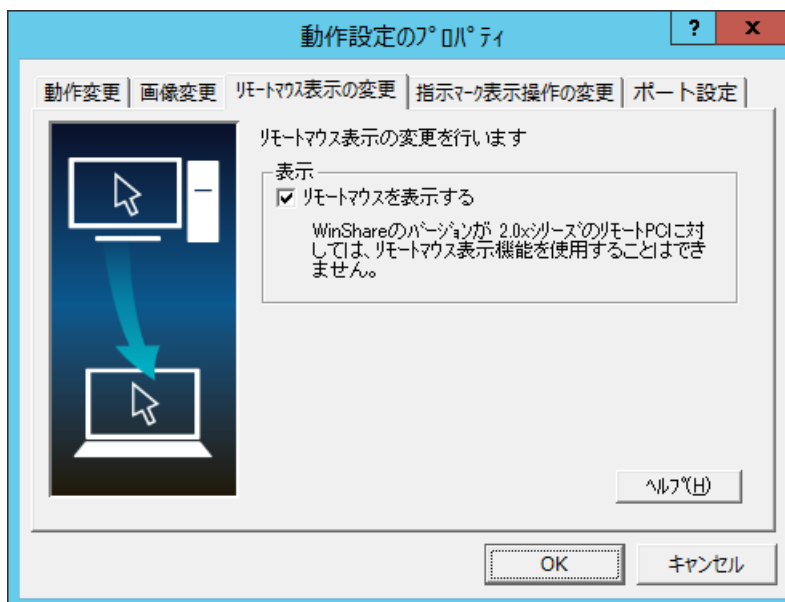 動作設定のﾌﾟﾛﾊﾟﾃｨ
? x
動作変更 画像変更 ﾘﾓｰﾄﾏｳｽ表示の変更 指示ﾏｰｸ表示操作の変更 ポート設定
ﾘﾓｰﾄﾏｳｽ表示の変更を行います
表示
ﾘﾓｰﾄﾏｳｽを表示する
WinShareのﾊﾞｰｼﾞｮﾝが 2.0xｼﾘｰｽﾞのﾘﾓｰﾄPCに対
しては、ﾘﾓｰﾄﾏｳｽ表示機能を使用することはでき
ません。
ﾍﾙﾌﾟ(H)
OK ｷｬﾝｾﾙ